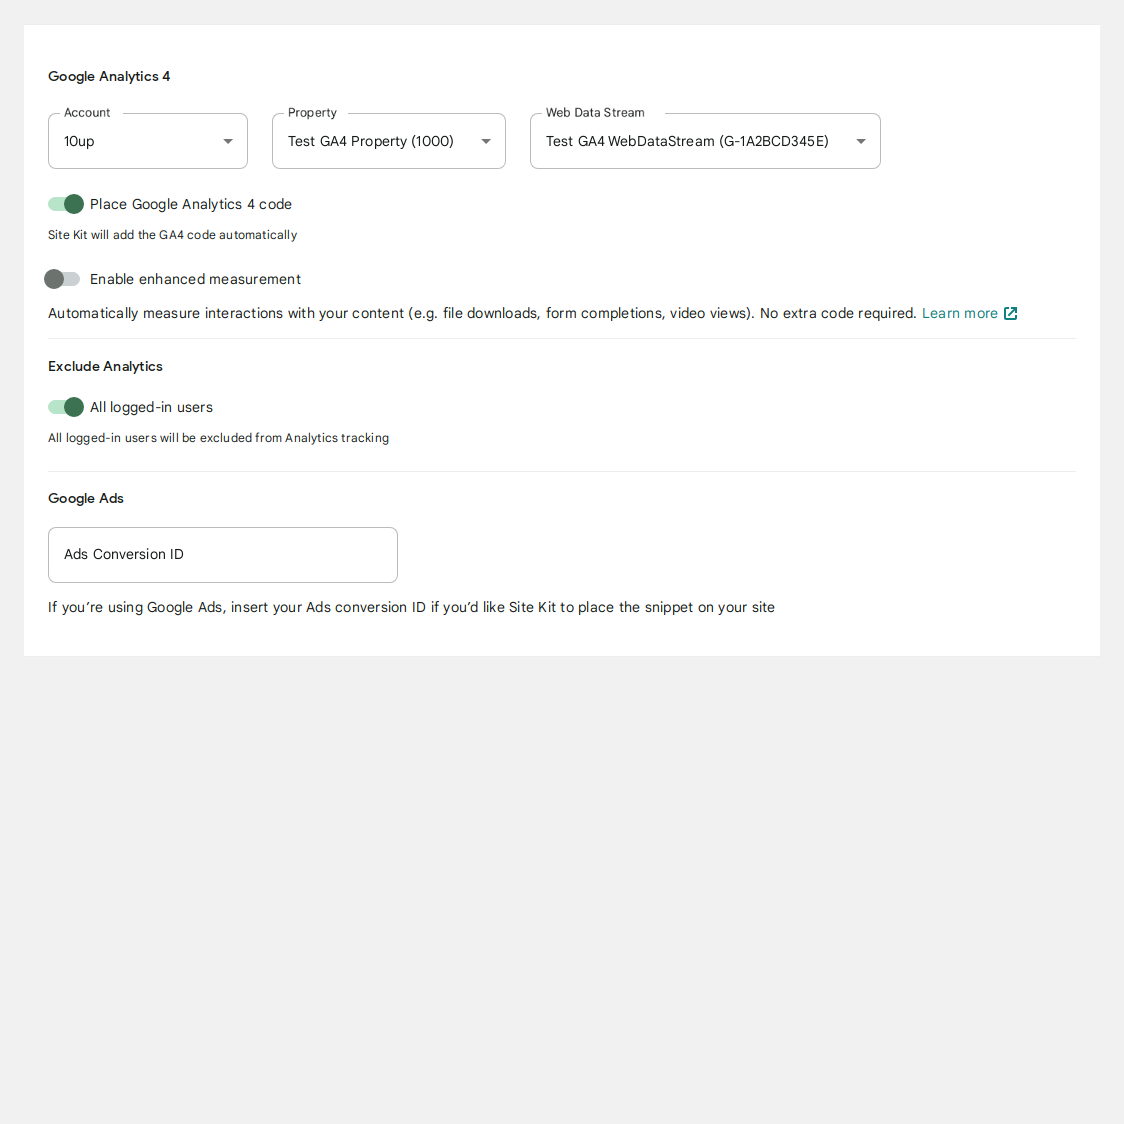 Google Analytics 4
Account
10up
Property
Test GA4 Property (1000)
Web Data Stream
Test GA4 WebDataStream (G-1A2BCD345E)
Place Google Analytics 4 code
Site Kit will add the GA4 code automatically
Enable enhanced measurement
Automatically measure interactions with your content (e.g. file downloads, form completions, video views). No extra code required. Learn more
Exclude Analytics
All logged-in users
All logged-in users will be excluded from Analytics tracking
Google Ads
Ads Conversion ID
If you’re using Google Ads, insert your Ads conversion ID if you’d like Site Kit to place the snippet on your site